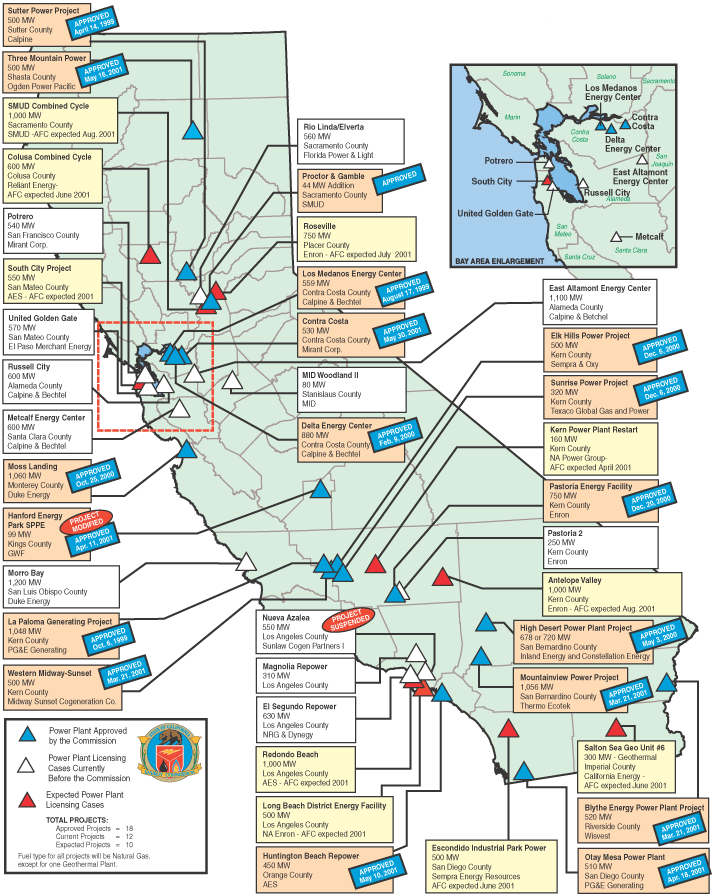 Sutter Power Project
500 MW
Sutter County
Calpine
APPROVED
April 14, 1999
Three Mountain Power
500 MW
Shasta County
Ogden Power Pacific
APPROVED
May 16, 2001
SMUD Combined Cycle
1,000 MW
Sacramento County
SMUD -AFC expected Aug. 2001
Colusa Combined Cycle
600 MW
Colusa County
Reliant Energy-
AFC expected June 2001
Potrero
540 MW
San Francisco County
Mirant Corp.
South City Project
550 MW
San Mateo County
AES - AFC expected 2001
United Golden Gate
570 MW
San Mateo County
El Paso Merchant Energy
Russell City
600 MW
Alameda County
Calpine & Bechtel
Metcalf Energy Center
600 MW
Santa Clara County
Calpine & Bechtel
Moss Landing
1,060 MW
Monterey County
Duke Energy
APPROVED
Oct. 25, 2000
Hanford Energy
Park SPPE
99 MW
Kings County
GWF
PROJECT
MODIFIED
APPROVED
Apr. 11, 2001
Morro Bay
1,200 MW
San Luis Obispo County
Duke Energy
La Paloma Generating Project
1,048 MW
Kern County
PG&E Generating
APPROVED
Oct. 6, 1999
Western Midway-Sunset
500 MW
Kern County
Midway Sunset Cogeneration Co.
APPROVED
Mar. 21, 2001
Rio Linda/Elverta
560 MW
Sacramento County
Florida Power & Light
Proctor & Gamble
44 MW Addition
Sacramento County
SMUD
APPROVED
Roseville
750 MW
Placer County
Enron - AFC expected July 2001
Los Medanos Energy Center
559 MW
Contra Costa County
Calpine & Bechtel
APPROVED
August 17, 1999
Contra Costa
530 MW
Contra Costa County
Mirant Corp.
APPROVED
May 30, 2001
MID Woodland II
80 MW
Stanislaus County
MID
Delta Energy Center
880 MW
Contra Costa County
Calpine & Bechtel
APPROVED
Feb. 9, 2000
Sonoma
Solano
Sacramento
Los Medanos
Energy Center
Marin
Contra
Costa
Contra
Costa
Delta
Energy Center
San
Joaquin
Potrero
East Altamont
Energy Center
South City
Russell City
Alameda
United Golden Gate
San
Mateo
Metcalf
Santa Cruz
Santa Clara
BAY AREA ENLARGEMENT
East Altamont Energy Center
1,100 MW
Alameda County
Calpine & Betchel
Elk Hills Power Project
500 MW
Kern County
Sempra & Oxy
APPROVED
Dec. 6, 2000
Sunrise Power Project
320 MW
Kern County
Texaco Global Gas and Power
APPROVED
Dec. 6, 2000
Kern Power Plant Restart
160 MW
Kern County
NA Power Group-
AFC expected April 2001
Pastoria Energy Facility
750 MW
Kern County
Enron
APPROVED
Dec. 20, 2000
Pastoria 2
250 MW
Kern County
Enron
Antelope Valley
1,000 MW
Kern County
Enron - AFC expected Aug. 2001
High Desert Power Plant Project
678 or 720 MW
San Bernardino County
Inland Energy and Constellation Energy
APPROVED
May 3, 2000
Mountainview Power Project
1,056 MW
San Bernardino County
Thermo Ecotek
APPROVED
Mar. 21, 2001
Nueva Azalea
550 MW
Los Angeles County
Sunlaw Cogen Partners I
PROJECT
SUSPENDED
Magnolia Repower
310 MW
Los Angeles County
El Segundo Repower
630 MW
Los Angeles County
NRG & Dynegy
Redondo Beach
1,000 MW
Los Angeles County
AES - AFC expected 2001
Long Beach District Energy Facility
500 MW
Los Angeles County
NA Enron - AFC expected 2001
Huntington Beach Repower
450 MW
Orange County
AES
APPROVED
May 10, 2001
Escondido Industrial Park Power
500 MW
San Diego County
Sempra Energy Resources
AFC expected June 2001
Salton Sea Geo Unit #6
300 MW - Geothermal
Imperial County
California Energy -
AFC expected June 2001
Blythe Energy Power Plant Project
520 MW
Riverside County
Wisvest
APPROVED
Mar. 21, 2001
Otay Mesa Power Plant
510 MW
San Diego County
PG&E Generating
APPROVED
Apr. 18, 2001
Power Plant Approved
by the Commission
Power Plant Licensing
Cases Currently
Before the Commission
Expected Power Plant
Licensing Cases
TOTAL PROJECTS:
Approved Projects = 18
Current Projects = 12
Expected Projects = 10
Fuel type for all projects will be Natural Gas,
except for one Geothermal Plant.